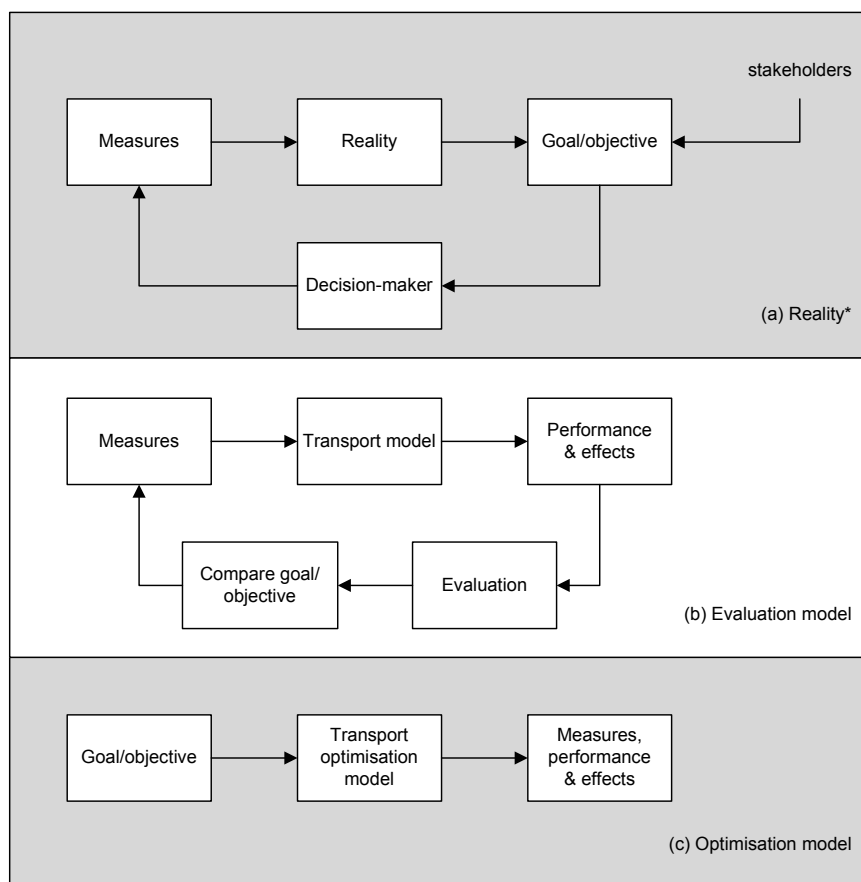 stakeholders
Measures
Reality
Goal/objective
Decision-maker
(a) Reality*
Measures
Transport model
Performance
& effects
Compare goal/
objective
Evaluation
(b) Evaluation model
Goal/objective
Transport
optimisation
model
Measures,
performance
& effects
(c) Optimisation model